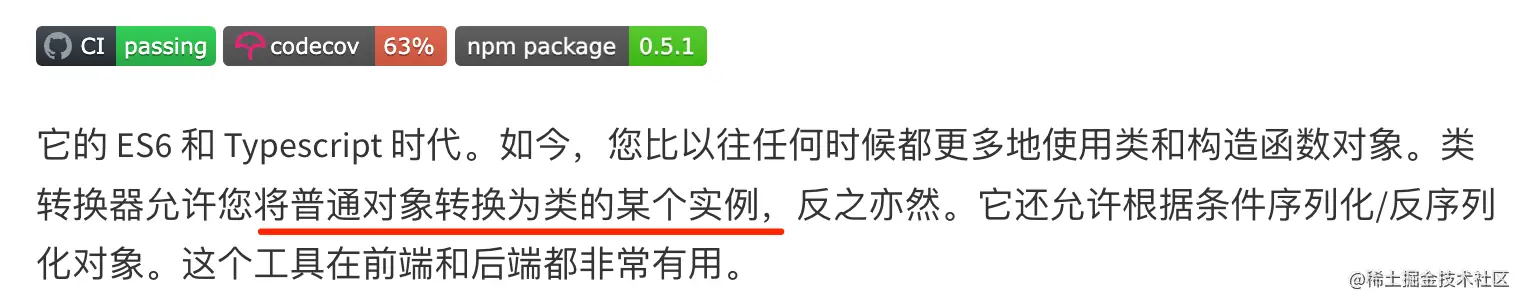 CI passing codecov 63% npm package 0.5.1
它的 ES6 和 Typescript 时代。如今，您比以往任何时候都更多地使用类和构造函数对象。类
转换器允许您将普通对象转换为类的某个实例，反之亦然。它还允许根据条件序列化/反序列
化对象。这个工具在前端和后端都非常有用。
@稀土掘金技术社区